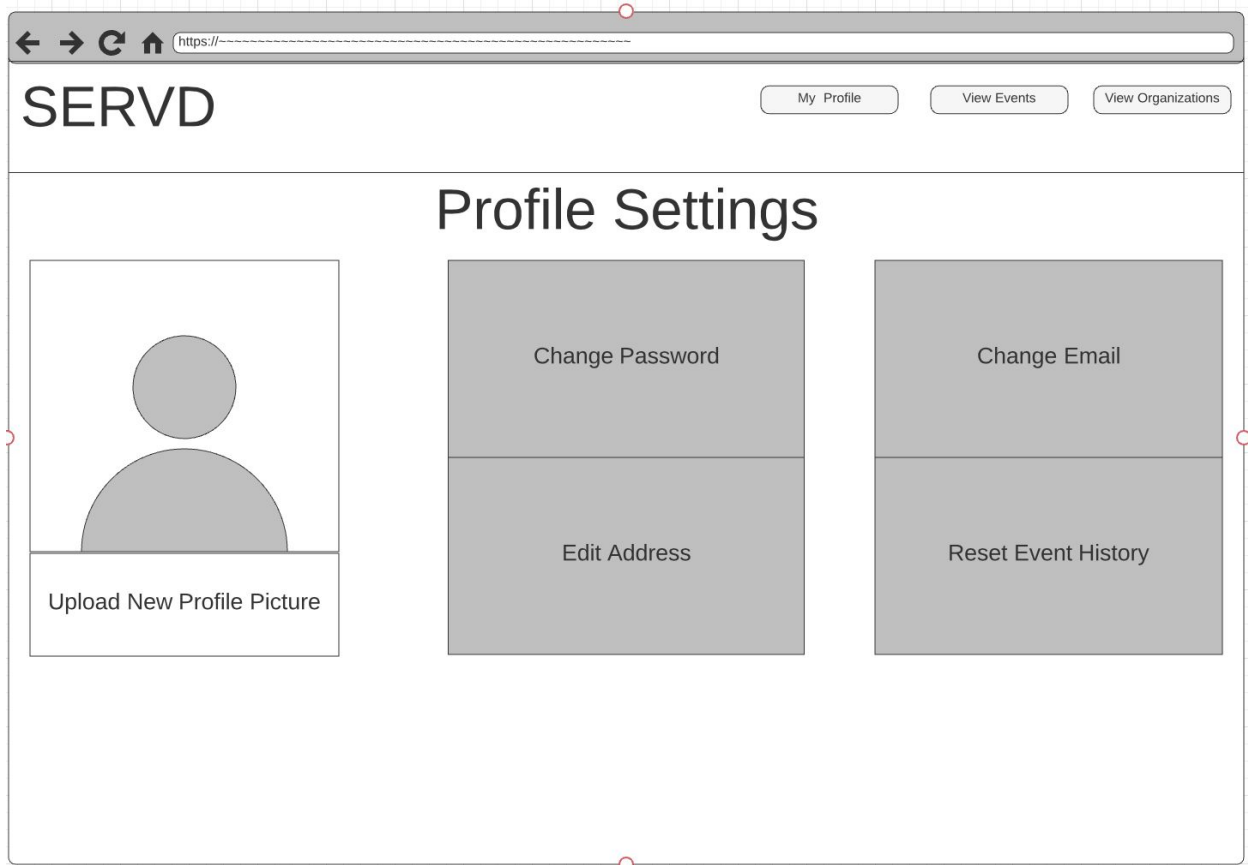 https://~~~~~~~~~~~~~~~~~~~~~~~~~~~~~~~~~~~~~~~~~~~~~~~~~~~~~
SERVD
My Profile
View Events
View Organizations
Profile Settings
Change Password
Change Email
Edit Address
Reset Event History
Upload New Profile Picture